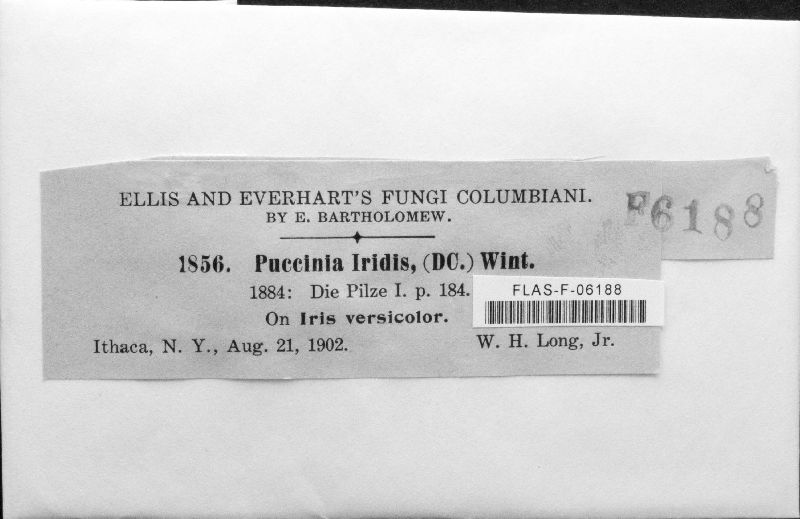 ELLIS AND EVERHART'S FUNGI COLUMBIANI.
F6188
BY E. BARTHOLOMEW.
1856. Puccinia Iridis, (DC.) Wint.
1884: Die Pilze I. p. 184.
FLAS-F-06188
On Iris versicolor.
Ithaca, N. Y., Aug. 21, 1902. W. H. Long, Jr.